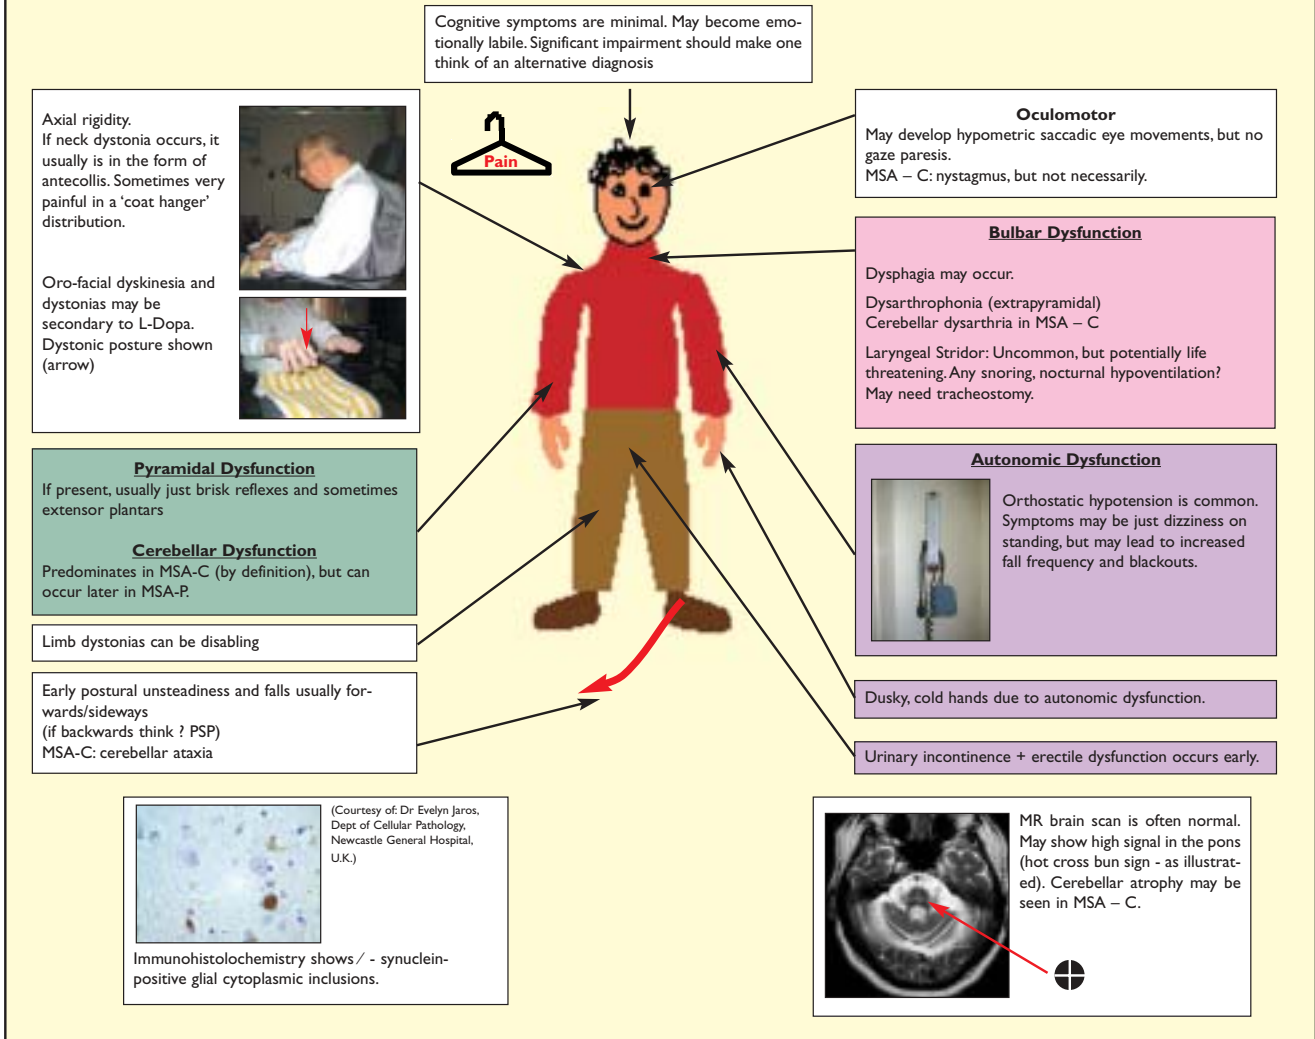 Cognitive symptoms are minimal. May become emo-
tionally labile. Significant impairment should make one
think of an alternative diagnosis
Axial rigidity.
If neck dystonia occurs, it
usually is in the form of
antecollis. Sometimes very
painful in a ‘coat hanger’
distribution.
Oro-facial dyskinesia and
dystonias may be
secondary to L-Dopa.
Dystonic posture shown
(arrow)
Pain
Oculomotor
May develop hypometric saccadic eye movements, but no
gaze paresis.
MSA – C: nystagmus, but not necessarily.
Bulbar Dysfunction
Dysphagia may occur.
Dysarthrophonia (extrapyramidal)
Cerebellar dysarthria in MSA – C
Laryngeal Stridor: Uncommon, but potentially life
threatening. Any snoring, nocturnal hypoventilation?
May need tracheostomy.
Pyramidal Dysfunction
If present, usually just brisk reflexes and sometimes
extensor plantars
Cerebellar Dysfunction
Predominates in MSA-C (by definition), but can
occur later in MSA-P.
Autonomic Dysfunction
Orthostatic hypotension is common.
Symptoms may be just dizziness on
standing, but may lead to increased
fall frequency and blackouts.
Limb dystonias can be disabling
Early postural unsteadiness and falls usually for-
wards/sideways
(if backwards think ? PSP)
MSA-C: cerebellar ataxia
Dusky, cold hands due to autonomic dysfunction.
Urinary incontinence + erectile dysfunction occurs early.
(Courtesy of: Dr Evelyn Jaros,
Dept of Cellular Pathology,
Newcastle General Hospital,
U.K.)
Immunohistolochemistry shows ⁄ - synuclein-
positive glial cytoplasmic inclusions.
MR brain scan is often normal.
May show high signal in the pons
(hot cross bun sign - as illustrat-
ed). Cerebellar atrophy may be
seen in MSA – C.